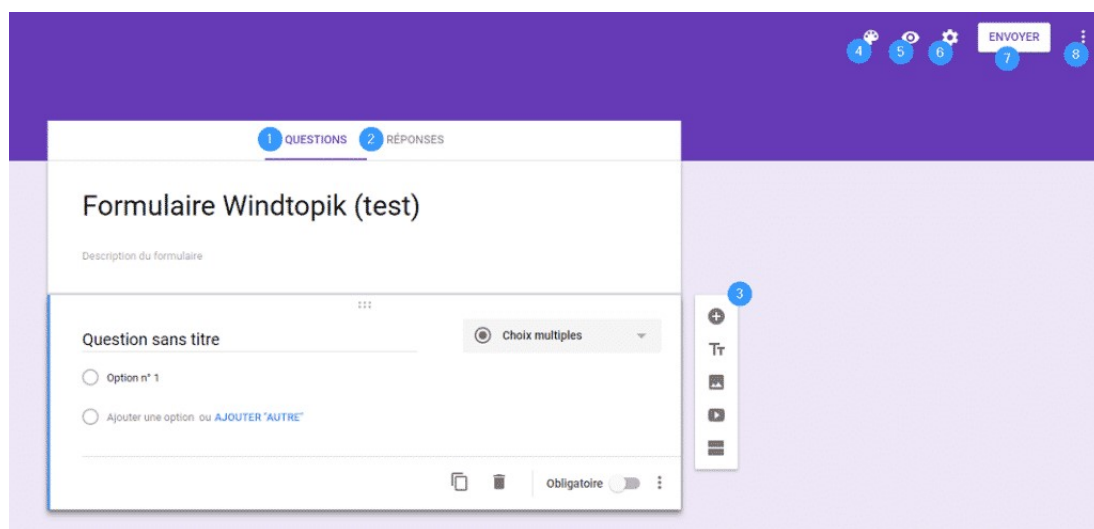 4 5 6 ENVOYER
7 8
1 QUESTIONS 2 RÉPONSES
Formulaire Windtopik (test)
Description du formulaire
3
Question sans titre
Choix multiples
Option n° 1
Ajouter une option ou AJOUTER "AUTRE"
Tт
Obligatoire